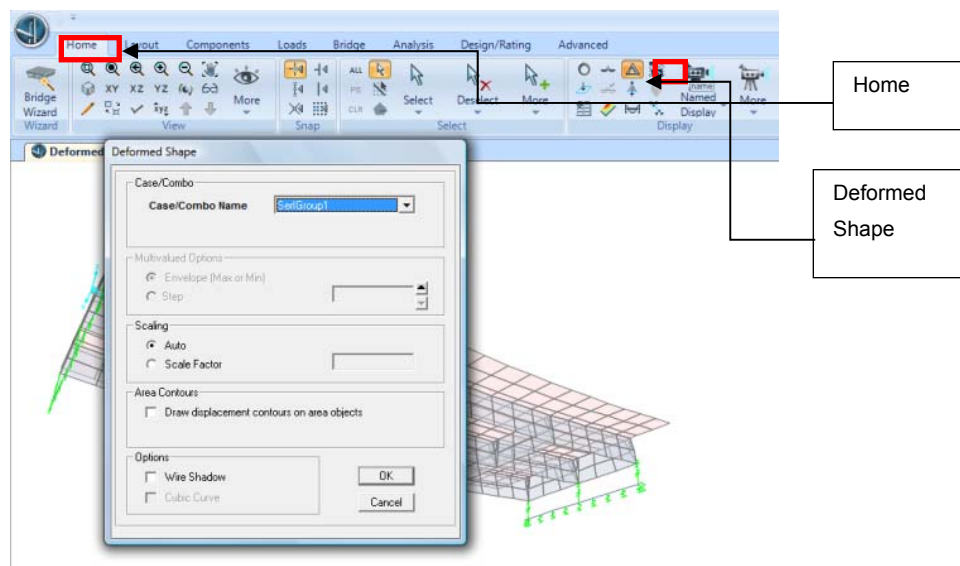 Home Layout Components Loads Bridge Analysis Design/Rating Advanced
XY XZ YZ
More
ALL
PS
CLR
Select
Deselect
More
Bridge
Wizard
{name}
Named
Display
More
Wizard View Snap Select Display
Home
Deformed
Shape
Deformed
Deformed Shape
Case/Combo
Case/Combo Name SerIGroup1
Multivalued Options
Envelope (Max or Min)
Step
Scaling
Auto
Scale Factor
Area Contours
Draw displacement contours on area objects
Options
Wire Shadow
Cubic Curve
OK
Cancel